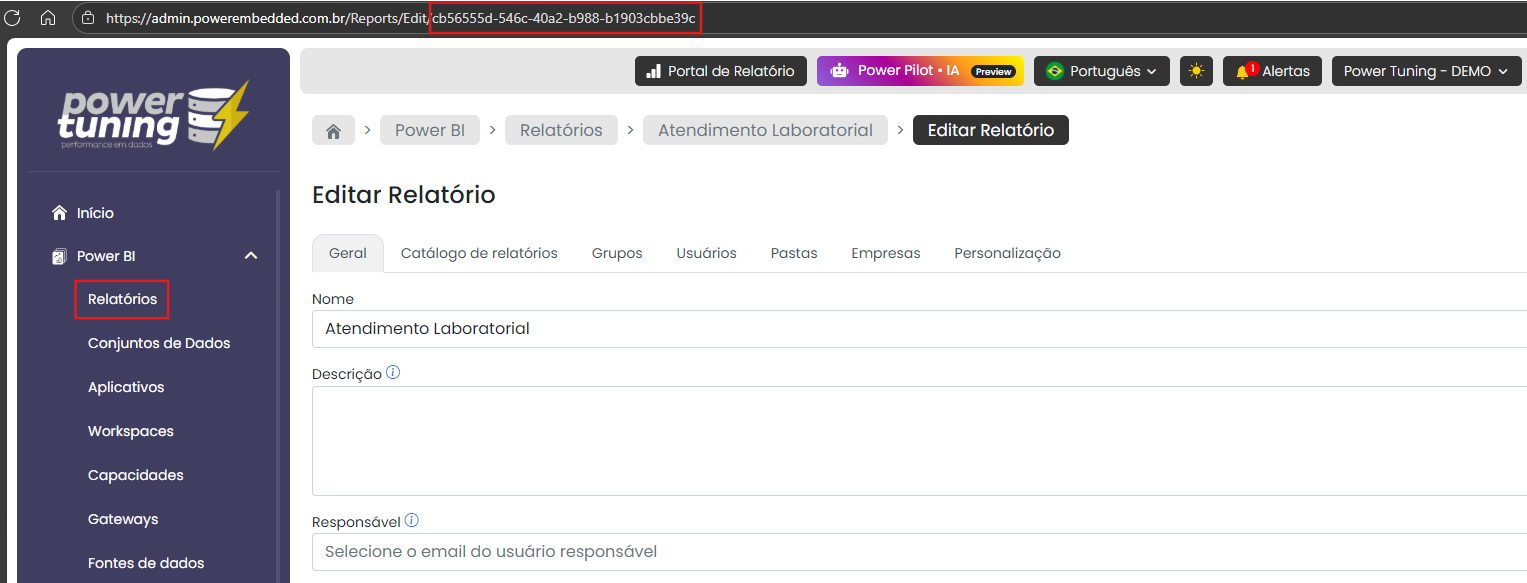 https://admin.powerembedded.com.br/Reports/Edit/cb56555d-546c-40a2-b988-b1903cbbe39c
power
tuning
performance em dados
Portal de Relatório
Power Pilot • IA Preview
Português
1 Alertas
Power Tuning - DEMO
Power BI > Relatórios > Atendimento Laboratorial > Editar Relatório
Editar Relatório
Início
Power BI
Relatórios
Conjuntos de Dados
Aplicativos
Workspaces
Capacidades
Gateways
Fontes de dados
Geral
Catálogo de relatórios
Grupos
Usuários
Pastas
Empresas
Personalização
Nome
Atendimento Laboratorial
Descrição
Responsável
Selecione o email do usuário responsável